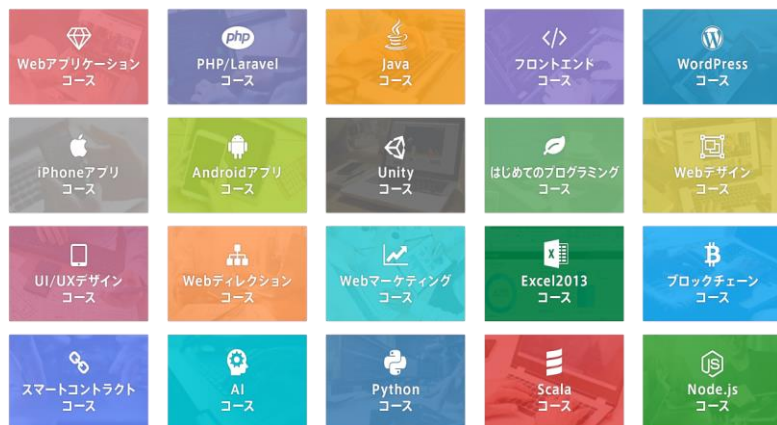 Webアプリケーション
コース
php
PHP/Laravel
コース
Java
コース
</>
フロントエンド
コース
WordPress
コース
iPhoneアプリ
コース
Androidアプリ
コース
Unity
コース
はじめてのプログラミング
コース
Webデザイン
コース
UI/UXデザイン
コース
Webディレクション
コース
Webマーケティング
コース
Excel2013
コース
ブロックチェーン
コース
スマートコントラクト
コース
AI
コース
Python
コース
Scala
コース
JS
Node.js
コース